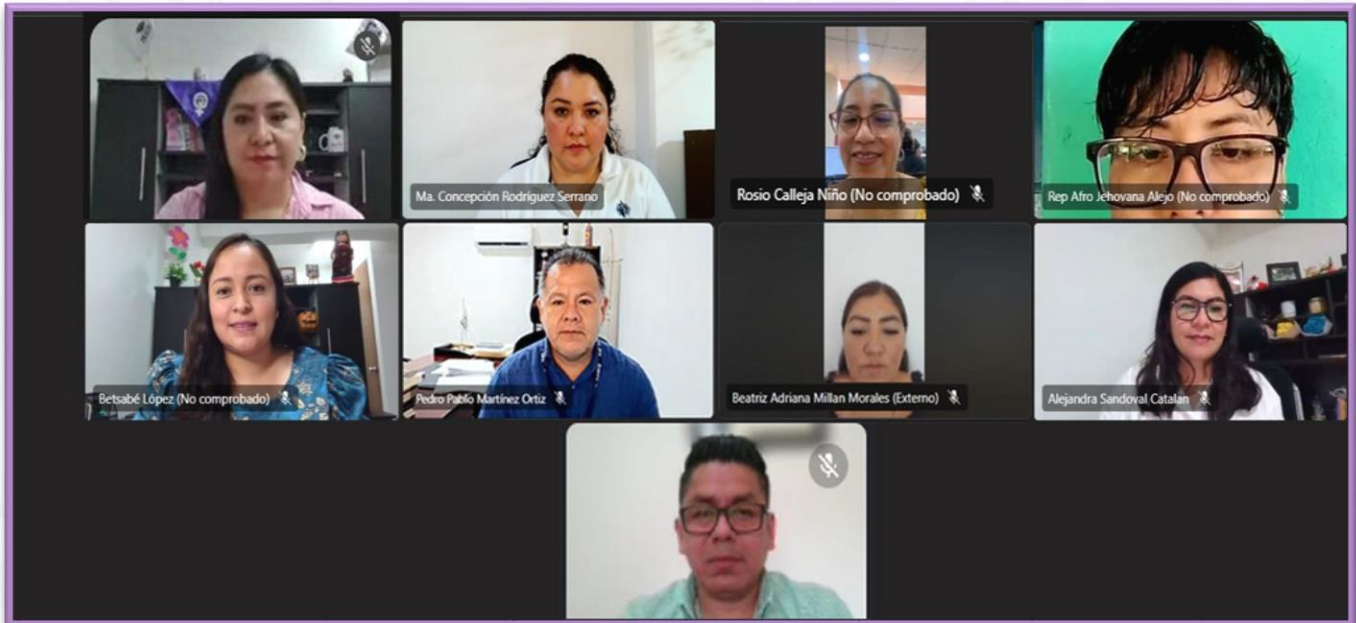 Ma. Concepción Rodríguez Serrano
Rosio Calleja Niño (No comprobado)
Rep Afro Jehovana Alejo (No comprobado)
Betsabé López (No comprobado)
Pedro Pablo Martínez Ortiz
Beatriz Adriana Millan Morales (Externo)
Alejandra Sandoval Catalan